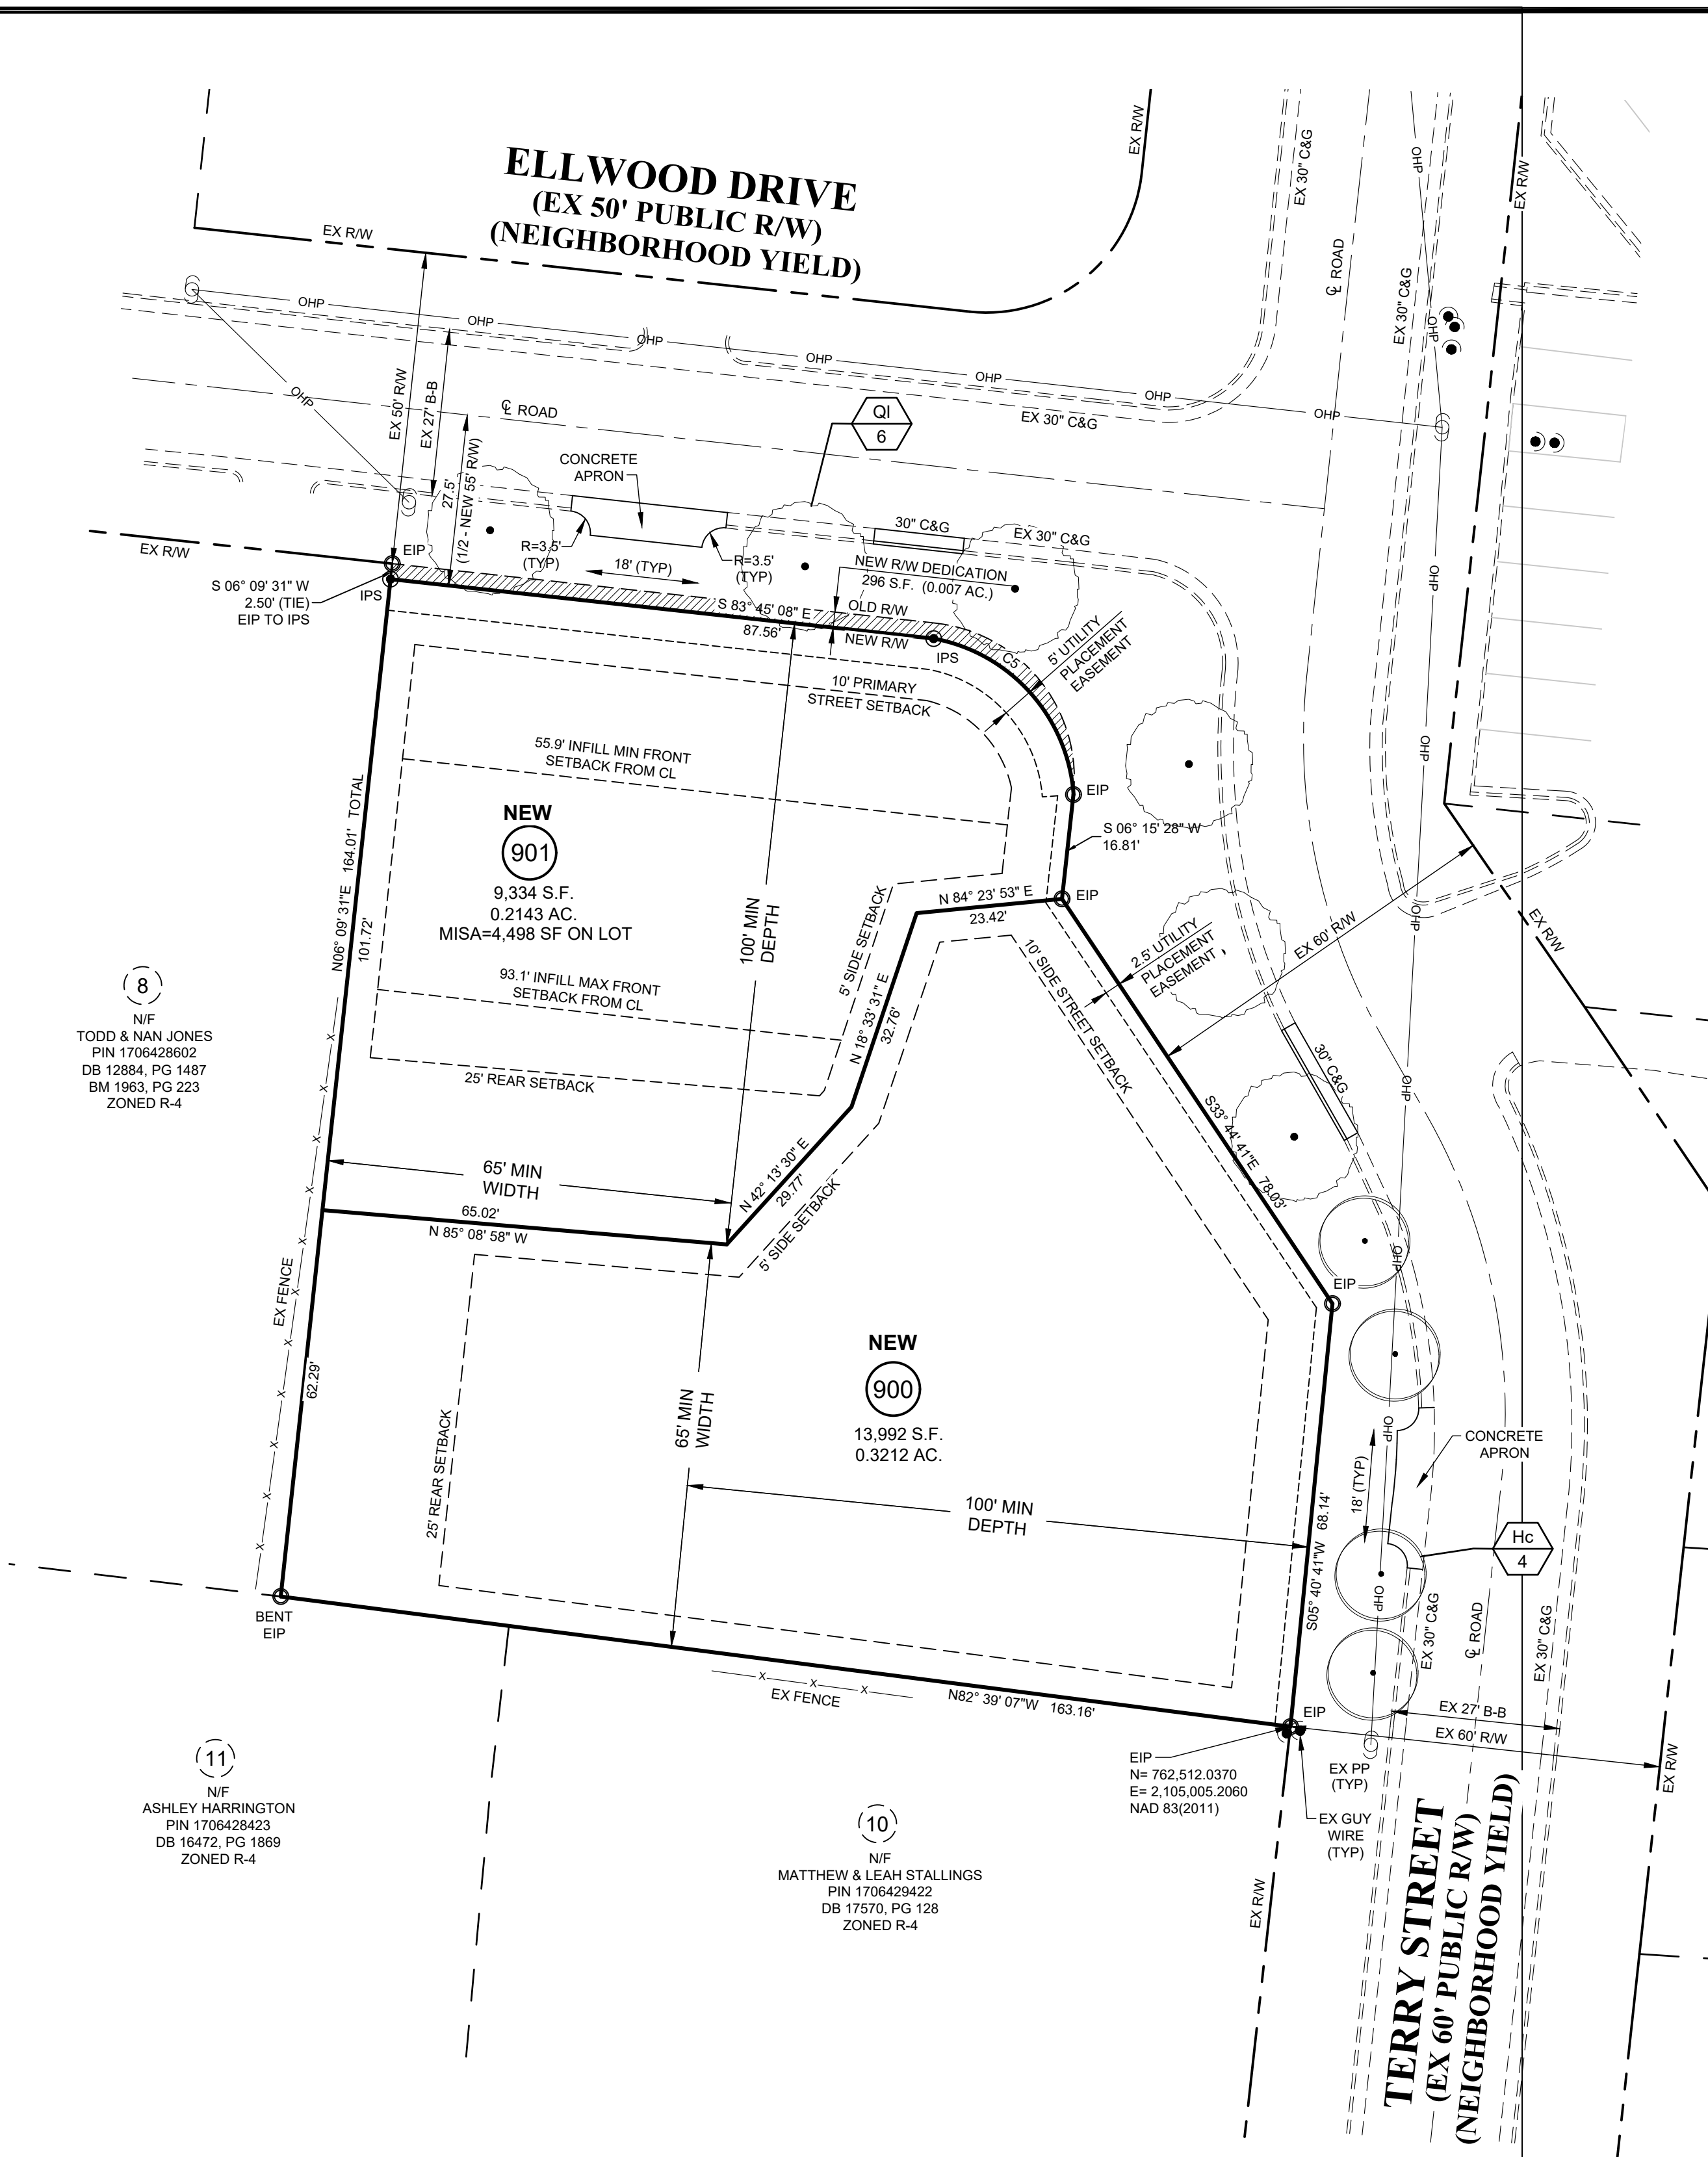 ELLWOOD DRIVE
(EX 50' PUBLIC R/W)
(NEIGHBORHOOD YIELD)
EX R/W
EX R/W
EX 30" C&G
EX R/W
OHP
℄ ROAD
EX 30" C&G
OHP
OHP
OHP
OHP
OHP
OHP
OHP
OHP
OHP
EX 50' R/W
EX 27' B-B
℄ ROAD
EX 30" C&G
QI
6
27.5'
(1/2 - NEW 55' R/W)
CONCRETE
APRON
30" C&G
EX 30" C&G
EX R/W
EIP
R=3.5'
(TYP)
18' (TYP)
R=3.5'
(TYP)
NEW R/W DEDICATION
296 S.F. (0.007 AC.)
S 06° 09' 31" W
2.50' (TIE)
EIP TO IPS
IPS
S 83° 45' 08" E
87.56'
OLD R/W
NEW R/W
IPS
C5
5' UTILITY
PLACEMENT
EASEMENT
10' PRIMARY
STREET SETBACK
55.9' INFILL MIN FRONT
SETBACK FROM CL
EIP
S 06° 15' 28" W
16.81'
NEW
901
9,334 S.F.
0.2143 AC.
MISA=4,498 SF ON LOT
N06° 09' 31"E 164.01' TOTAL
101.72'
100' MIN
DEPTH
5' SIDE SETBACK
N 84° 23' 53" E
23.42'
EIP
OHP
OHP
OHP
OHP
EX 60' R/W
EX R/W
2.5' UTILITY
PLACEMENT
EASEMENT
10' SIDE STREET SETBACK
93.1' INFILL MAX FRONT
SETBACK FROM CL
N 18° 33' 31" E
32.76'
25' REAR SETBACK
8
N/F
TODD & NAN JONES
PIN 1706428602
DB 12884, PG 1487
BM 1963, PG 223
ZONED R-4
30" C&G
S33° 44' 41"E 78.03'
65' MIN
WIDTH
N 42° 13' 30" E
29.77'
65.02'
N 85° 08' 58" W
5' SIDE SETBACK
EX FENCE
X
X
X
X
X
X
X
X
X
X
62.29'
EIP
OHP
NEW
900
13,992 S.F.
0.3212 AC.
65' MIN
WIDTH
25' REAR SETBACK
100' MIN
DEPTH
S05° 40' 41"W 68.14'
OHP
18' (TYP)
CONCRETE
APRON
Hc
4
OHP
EX 30" C&G
℄ ROAD
EX 30" C&G
BENT
EIP
X
X
X
EX FENCE
N82° 39' 07"W 163.16'
EIP
EX 27' B-B
EX 60' R/W
EX R/W
EIP
N= 762,512.0370
E= 2,105,005.2060
NAD 83(2011)
EX PP
(TYP)
EX GUY
WIRE
(TYP)
11
N/F
ASHLEY HARRINGTON
PIN 1706428423
DB 16472, PG 1869
ZONED R-4
10
N/F
MATTHEW & LEAH STALLINGS
PIN 1706429422
DB 17570, PG 128
ZONED R-4
EX R/W
TERRY STREET
(EX 60' PUBLIC R/W)
(NEIGHBORHOOD YIELD)